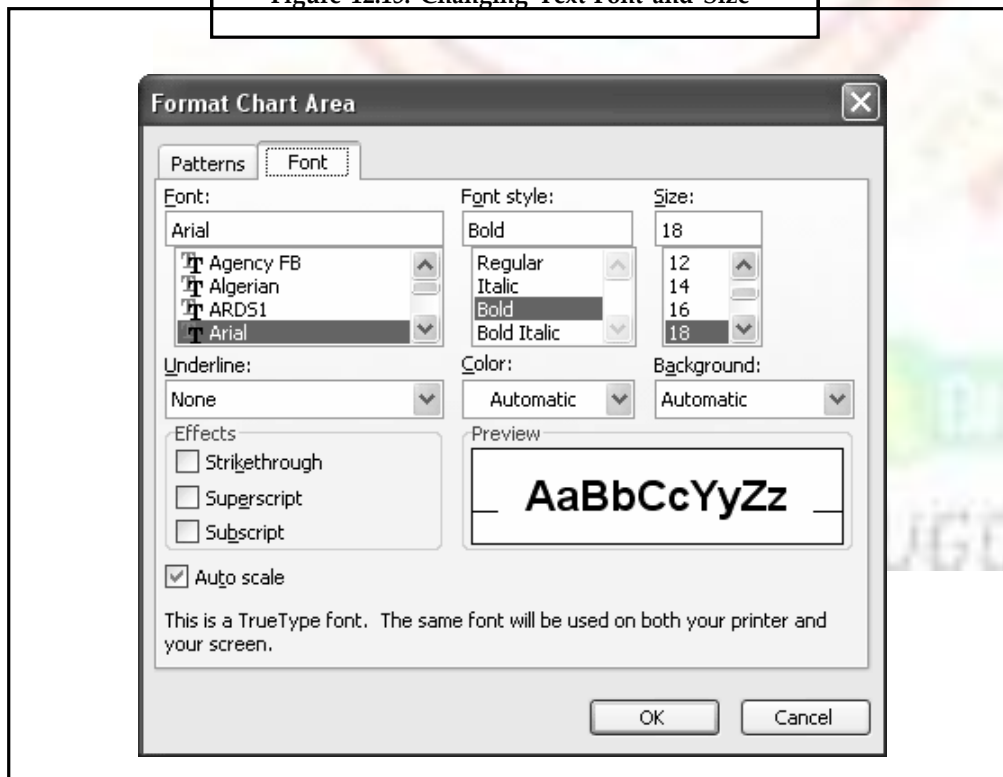 Figure 12.15: Changing Text Font and Size
Format Chart Area
Patterns Font
Font: Font style: Size:
Arial Bold 18
Agency FB Regular 12
Algerian Italic 14
ARDS1 Bold 16
Arial Bold Italic 18
Underline: Color: Background:
None Automatic Automatic
Effects Preview
Strikethrough
Superscript
Subscript
AaBbCcYyZz
Auto scale
This is a TrueType font. The same font will be used on both your printer and
your screen.
OK Cancel